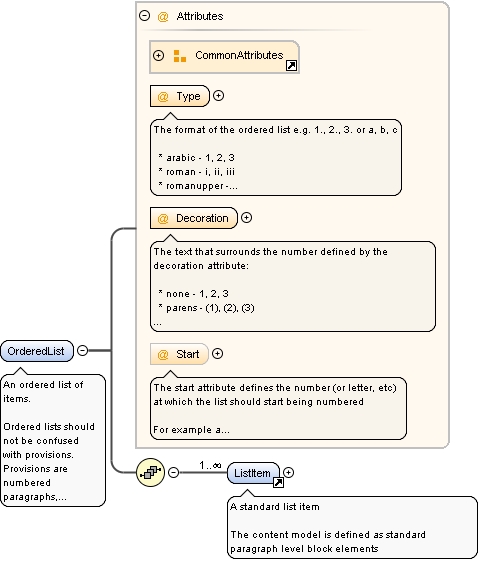 @ Attributes
CommonAttributes
@ Type
The format of the ordered list e.g. 1., 2., 3. or a, b, c
* arabic - 1, 2, 3
* roman - i, ii, iii
* romanupper -...
@ Decoration
The text that surrounds the number defined by the
decoration attribute:
* none - 1, 2, 3
* parens - (1), (2), (3)
...
@ Start
The start attribute defines the number (or letter, etc)
at which the list should start being numbered
For example a...
OrderedList
An ordered list of
items.
Ordered lists should
not be confused
with provisions.
Provisions are
numbered
paragraphs,...
1..∞
ListItem
A standard list item
The content model is defined as standard
paragraph level block elements